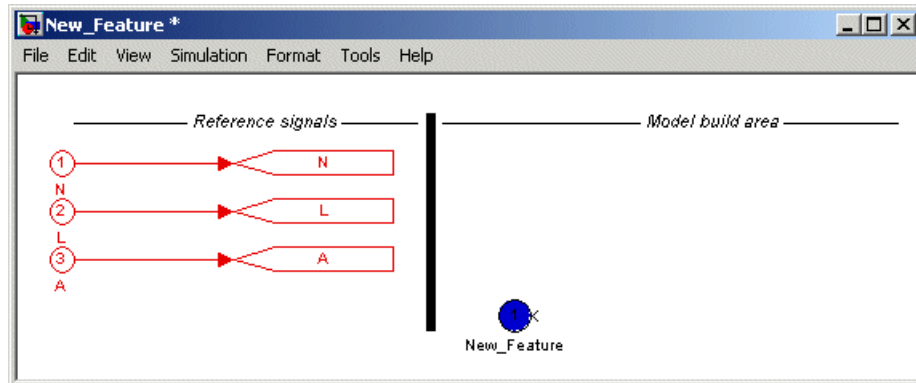 New_Feature *
File Edit View Simulation Format Tools Help
Reference signals
Model build area
1
N
N
2
L
L
3
A
A
1
New_Feature